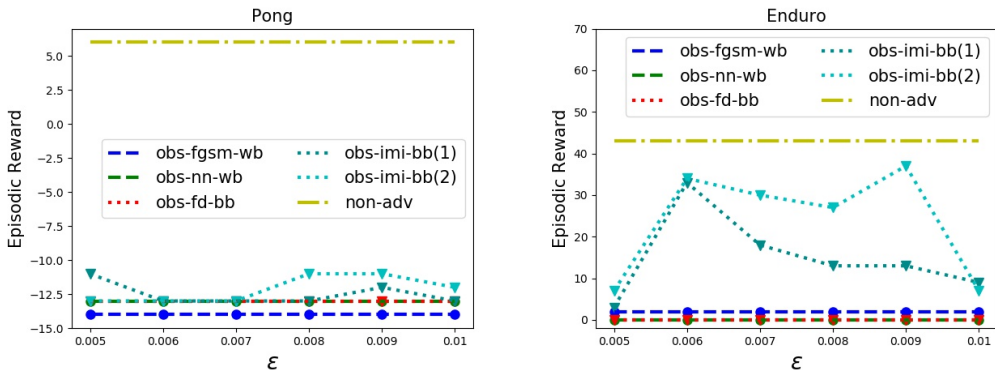 Pong
Episodic Reward
5.0
2.5
0.0
−2.5
−5.0
−7.5
−10.0
−12.5
−15.0
obs-fgsm-wb
obs-nn-wb
obs-fd-bb
obs-imi-bb(1)
obs-imi-bb(2)
non-adv
0.005 0.006 0.007 0.008 0.009 0.01
ε
Enduro
Episodic Reward
70
60
50
40
30
20
10
0
obs-fgsm-wb
obs-nn-wb
obs-fd-bb
obs-imi-bb(1)
obs-imi-bb(2)
non-adv
0.005 0.006 0.007 0.008 0.009 0.01
ε